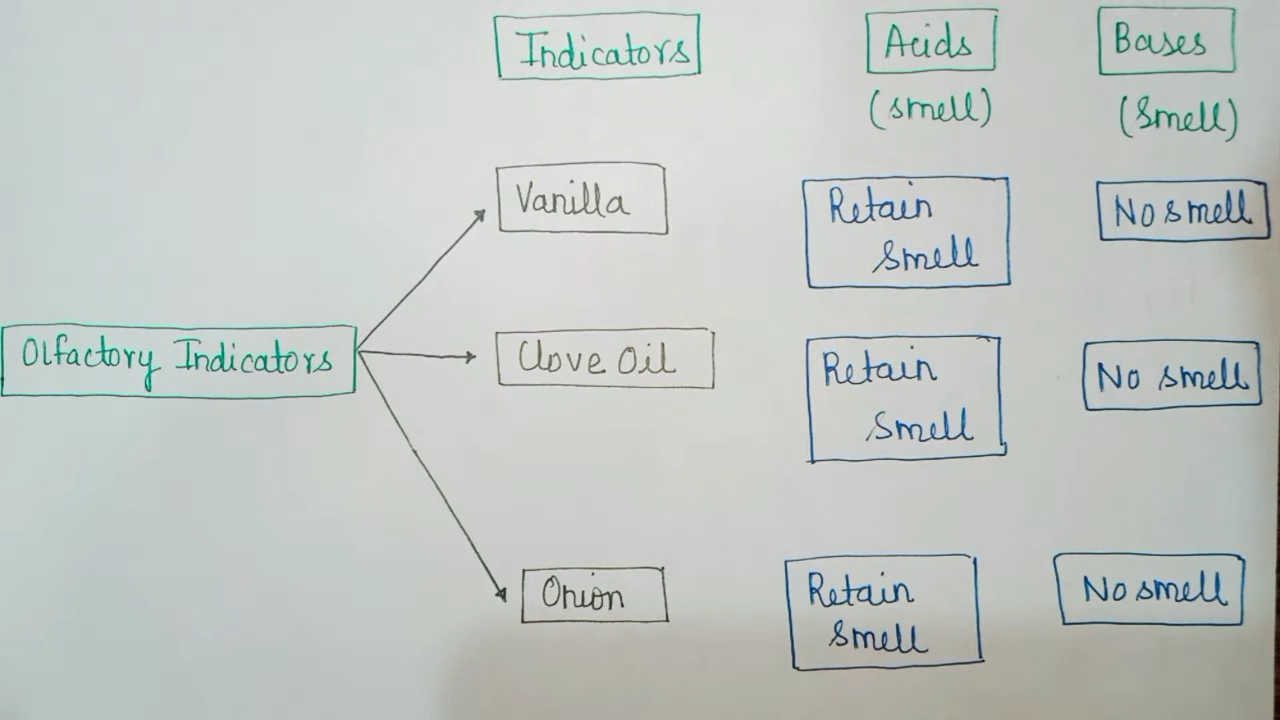 Indicators Acids Bases
(smell) (Smell)
Vanilla Retain No smell
smell
Olfactory Indicators Clove Oil Retain No smell
smell
Onion Retain No smell
smell